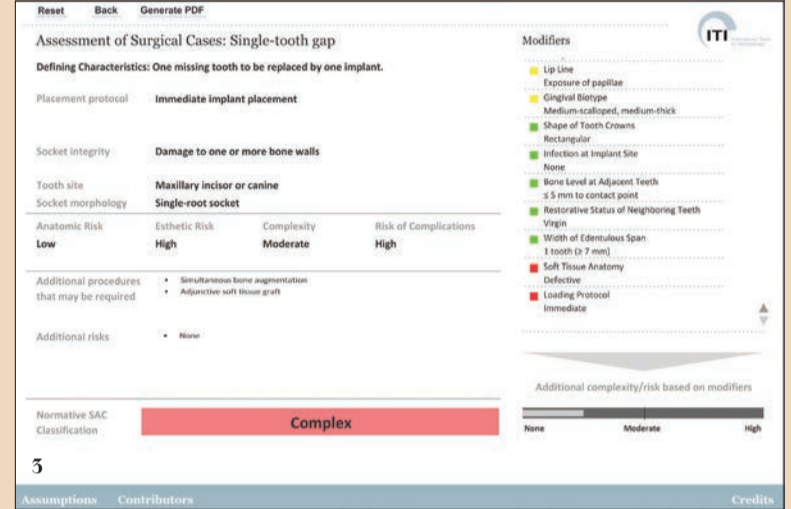 Reset Back Generate PDF
Assessment of Surgical Cases: Single-tooth gap
Defining Characteristics: One missing tooth to be replaced by one implant.
Placement protocol Immediate implant placement
Socket integrity Damage to one or more bone walls
Tooth site Maxillary incisor or canine
Socket morphology Single-root socket
Anatomic Risk Esthetic Risk Complexity Risk of Complications
Low High Moderate High
Additional procedures that may be required
• Simultaneous bone augmentation
• Adjunctive soft tissue graft
Additional risks • None
Normative SAC Classification
Complex
3
Modifiers
ITI
Lip Line
Exposure of papillae
Gingival Biotype
Medium-scalloped, medium-thick
Shape of Tooth Crowns
Rectangular
Infection at Implant Site
None
Bone Level at Adjacent Teeth
≤ 5 mm to contact point
Restorative Status of Neighboring Teeth
Virgin
Width of Edentulous Span
1 tooth (≥ 7 mm)
Soft Tissue Anatomy
Defective
Loading Protocol
Immediate
Additional complexity/risk based on modifiers
None Moderate High
Assumptions Contributors Credits